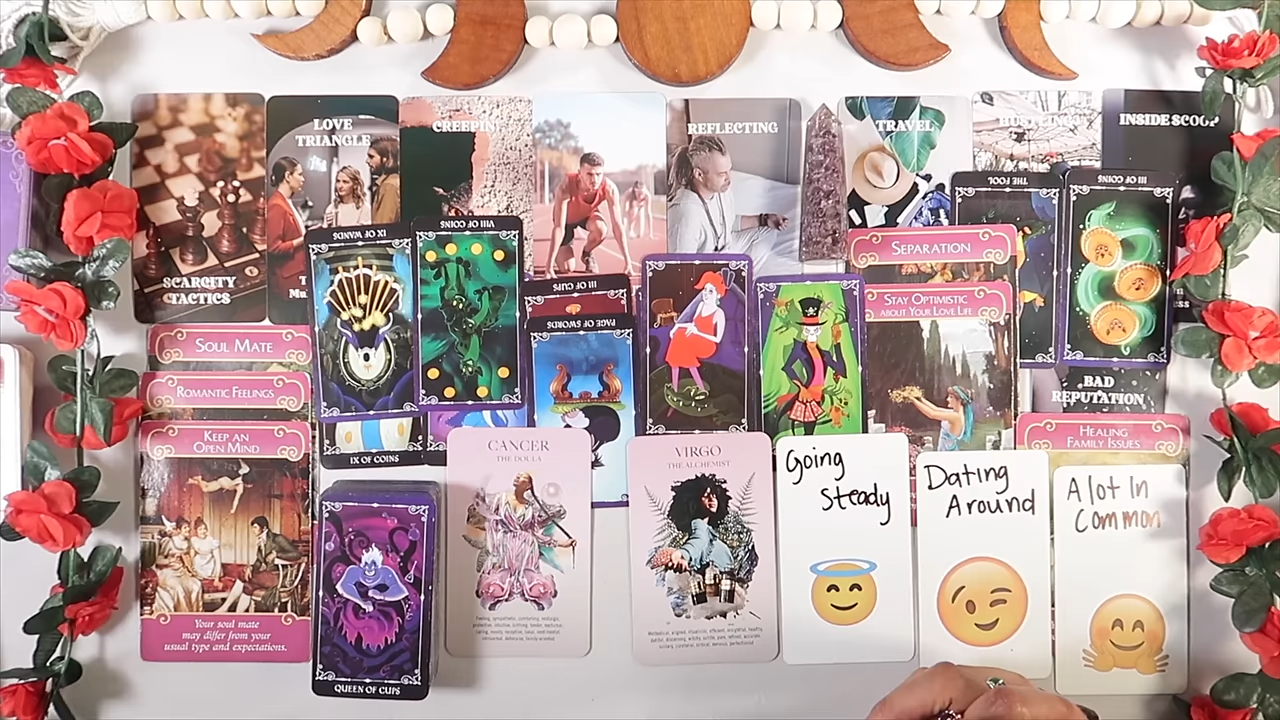 SCARCITY
TACTICS
LOVE
TRIANGLE
CREEPIN
REFLECTING
TRAVEL
HUSTLING
INSIDE SCOOP
THE FOOL
III OF COINS
SEPARATION
STAY OPTIMISTIC
ABOUT YOUR LOVE LIFE
BAD
REPUTATION
HEALING
FAMILY ISSUES
SOUL MATE
ROMANTIC FEELINGS
KEEP AN
OPEN MIND
Your soul mate
may differ from your
usual type and expectations.
IX OF WANDS
VIII OF COINS
III OF CUPS
PAGE OF SWORDS
IX OF COINS
QUEEN OF CUPS
CANCER
THE DOULA
VIRGO
THE ALCHEMIST
Going
Steady
Dating
Around
A lot In
Common